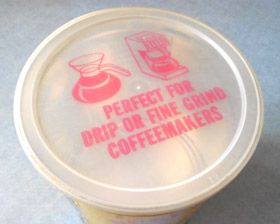 PERFECT FOR
DRIP OR FINE GRIND
COFFEEMAKERS